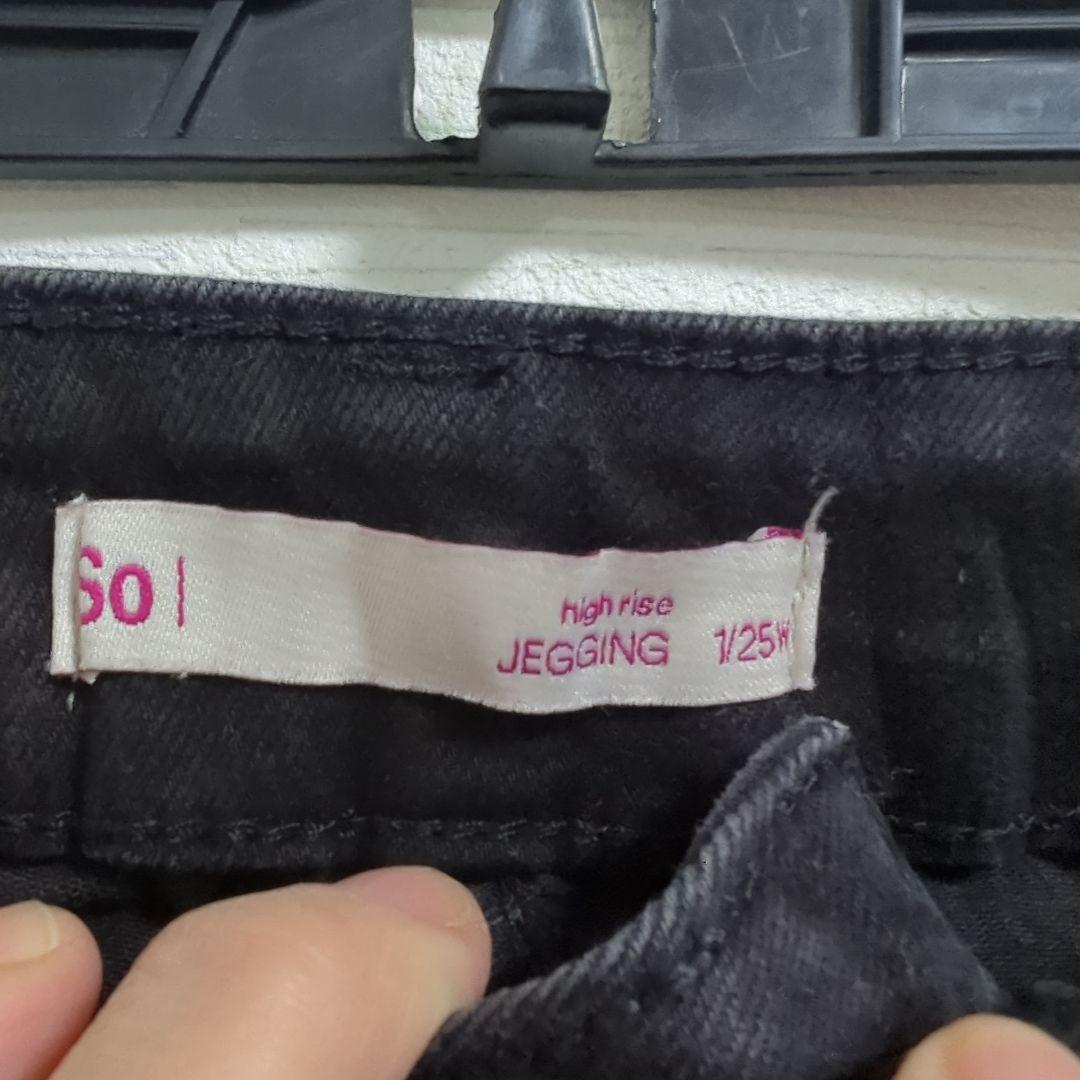 So |
high rise
JEGGING 1/25W